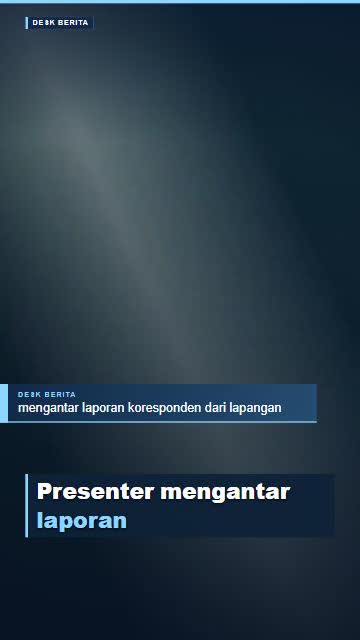 DESK BERITA
DESK BERITA
mengantar laporan koresponden dari lapangan
Presenter mengantar
laporan